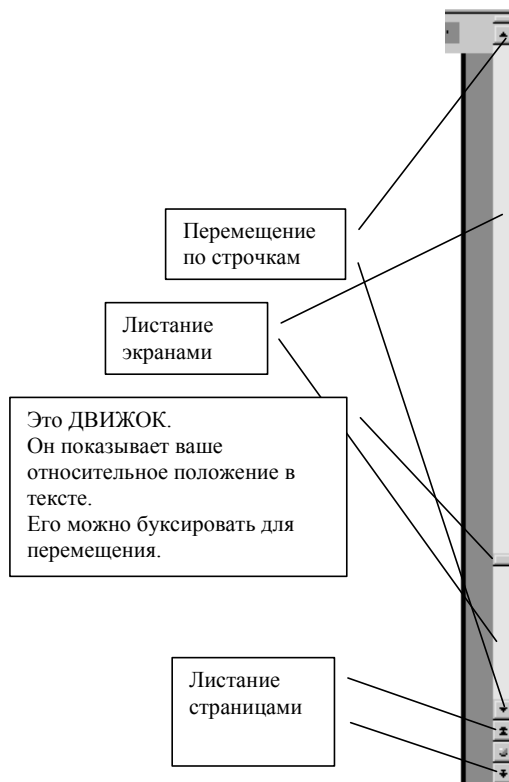 Перемещение
по строчкам
Листание
экранами
Это ДВИЖОК.
Он показывает ваше
относительное положение в
тексте.
Его можно буксировать для
перемещения.
Листание
страницами